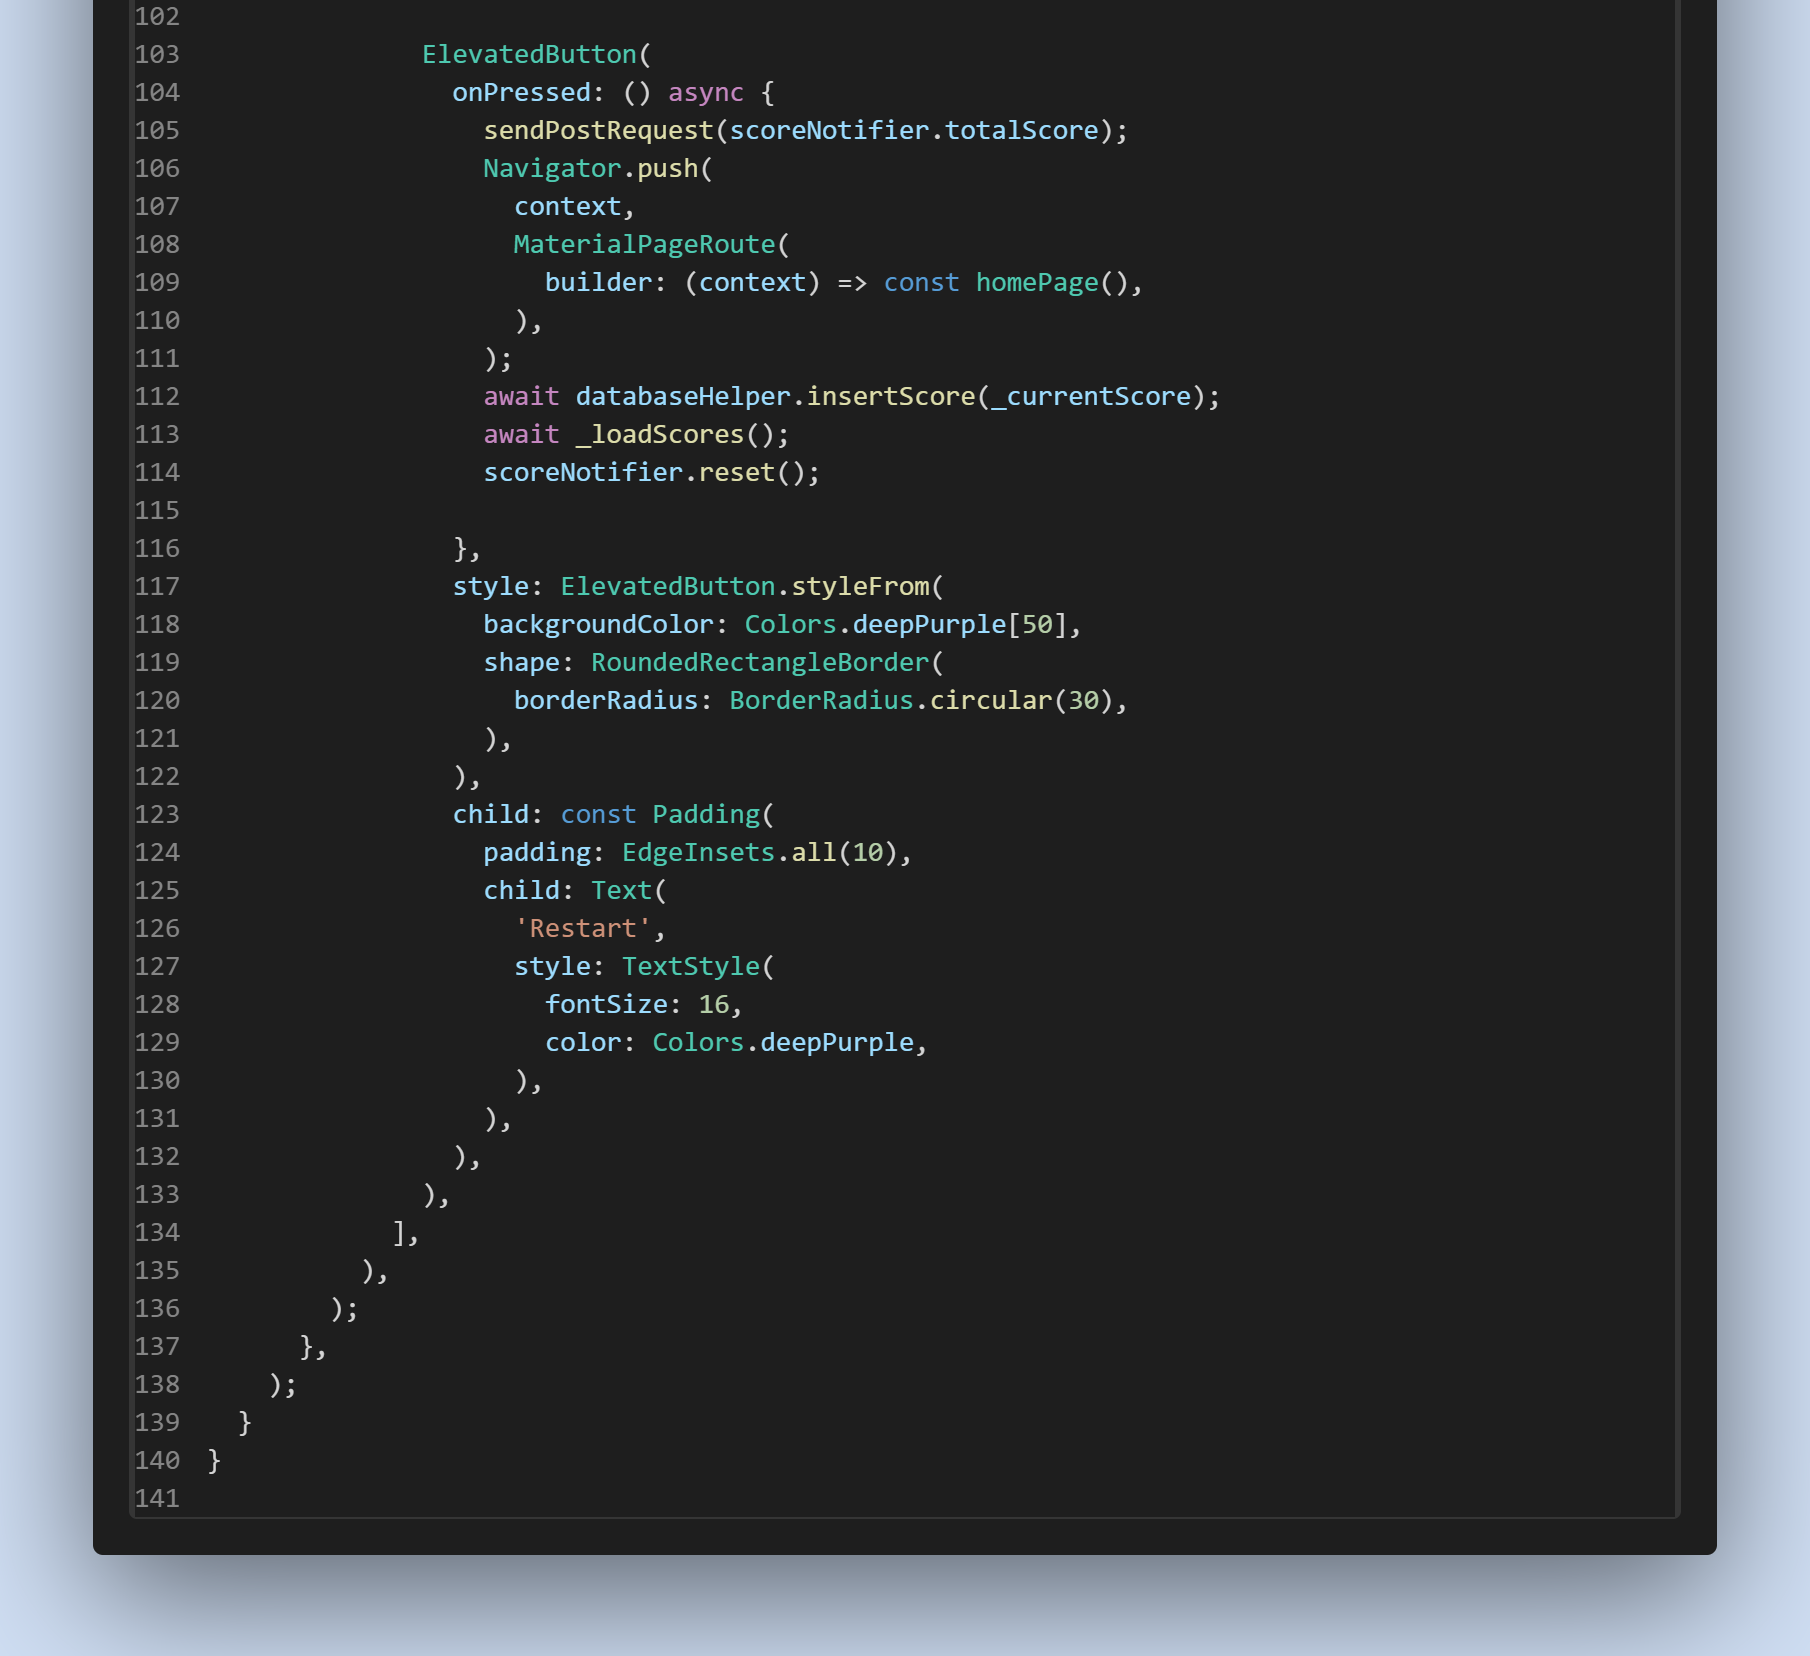 102
103                ElevatedButton(
104                  onPressed: () async {
105                    sendPostRequest(scoreNotifier.totalScore);
106                    Navigator.push(
107                      context,
108                      MaterialPageRoute(
109                        builder: (context) => const homePage(),
110                      ),
111                    );
112                    await databaseHelper.insertScore(_currentScore);
113                    await _loadScores();
114                    scoreNotifier.reset();
115
116                  },
117                  style: ElevatedButton.styleFrom(
118                    backgroundColor: Colors.deepPurple[50],
119                    shape: RoundedRectangleBorder(
120                      borderRadius: BorderRadius.circular(30),
121                    ),
122                  ),
123                  child: const Padding(
124                    padding: EdgeInsets.all(10),
125                    child: Text(
126                      'Restart',
127                      style: TextStyle(
128                        fontSize: 16,
129                        color: Colors.deepPurple,
130                      ),
131                    ),
132                  ),
133                ),
134              ],
135            ),
136          );
137        },
138      );
139    }
140  }
141